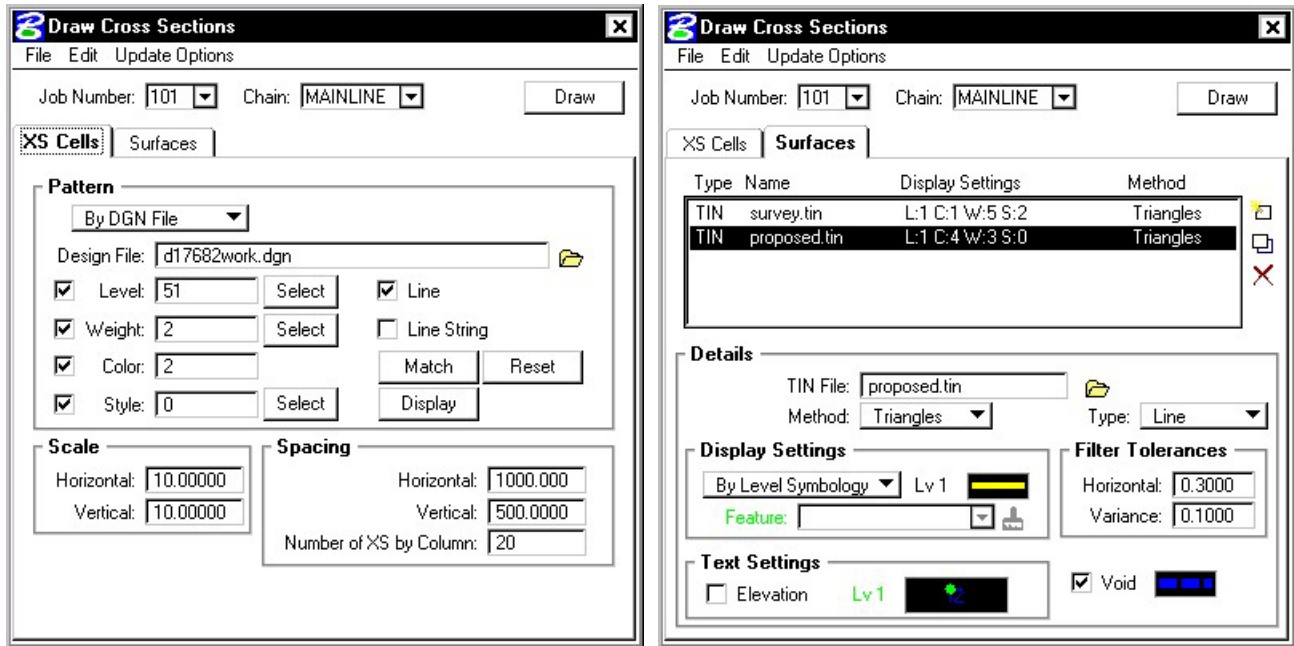 Draw Cross Sections
File Edit Update Options
Job Number: 101 Chain: MAINLINE Draw
XS Cells Surfaces
Pattern
By DGN File
Design File: d17682work.dgn
Level: 51 Select Line
Weight: 2 Select Line String
Color: 2 Match Reset
Style: 0 Select Display
Scale
Horizontal: 10.00000
Vertical: 10.00000
Spacing
Horizontal: 1000.000
Vertical: 500.0000
Number of XS by Column: 20
Draw Cross Sections
File Edit Update Options
Job Number: 101 Chain: MAINLINE Draw
XS Cells Surfaces
Type Name Display Settings Method
TIN survey.tin L:1 C:1 W:5 S:2 Triangles
TIN proposed.tin L:1 C:4 W:3 S:0 Triangles
Details
TIN File: proposed.tin
Method: Triangles Type: Line
Display Settings
By Level Symbology Lv 1
Feature:
Filter Tolerances
Horizontal: 0.3000
Variance: 0.1000
Text Settings
Elevation Lv 1
Void